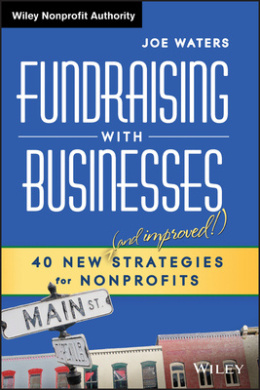 Wiley Nonprofit Authority
JOE WATERS
FUNDRAISING
WITH
BUSINESSES
(and improved!)
40 NEW STRATEGIES
for NONPROFITS
MAIN ST.
WILEY